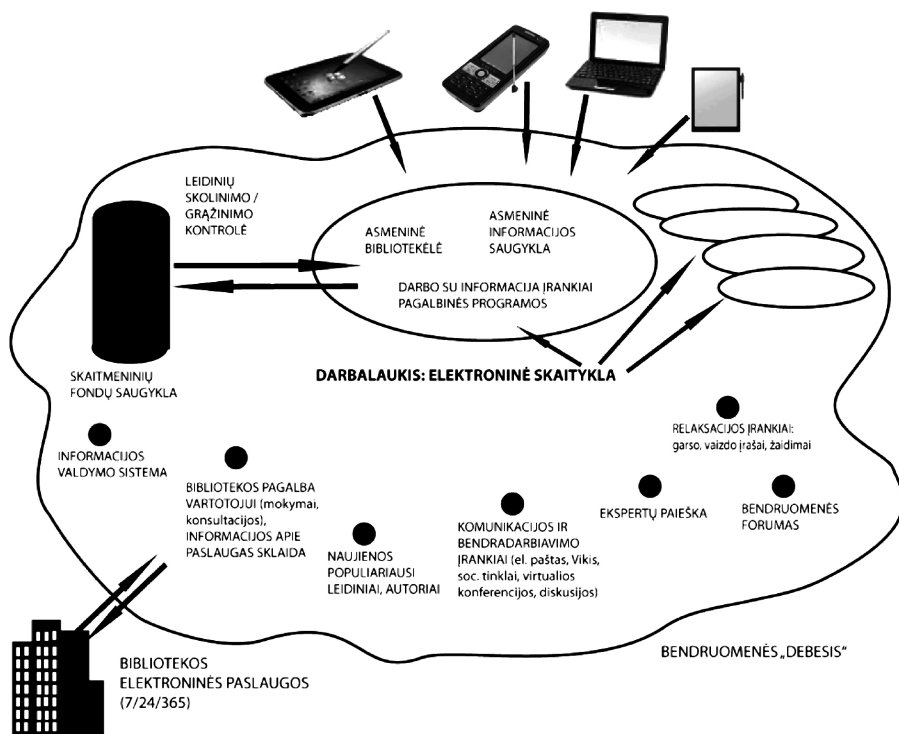 LEIDINIŲ
SKOLINIMO /
GRĄŽINIMO
KONTROLĖ
ASMENINĖ
BIBLIOTEKĖLĖ
ASMENINĖ
INFORMACIJOS
SAUGYKLA
DARBO SU INFORMACIJA ĮRANKIAI
PAGALBINĖS PROGRAMOS
DARBALAUKIS: ELEKTRONINĖ SKAITYKLA
SKAITMENINIŲ
FONDŲ SAUGYKLA
INFORMACIJOS
VALDYMO SISTEMA
BIBLIOTEKOS PAGALBA
VARTOTOJUI (mokymai,
konsultacijos),
INFORMACIJOS APIE
PASLAUGAS SKLAIDA
NAUJIENOS
POPULIARIAUSI
LEIDINIAI, AUTORIAI
KOMUNIKACIJOS IR
BENDRADARBIAVIMO
ĮRANKIAI (el. paštas, Vikis,
soc. tinklai, virtualios
konferencijos, diskusijos)
EKSPERTŲ PAIEŠKA
RELAKSACIJOS ĮRANKIAI:
garso, vaizdo įrašai, žaidimai
BENDRUOMENĖS
FORUMAS
BENDRUOMENĖS „DEBESIS“
BIBLIOTEKOS
ELEKTRONINĖS PASLAUGOS
(7/24/365)